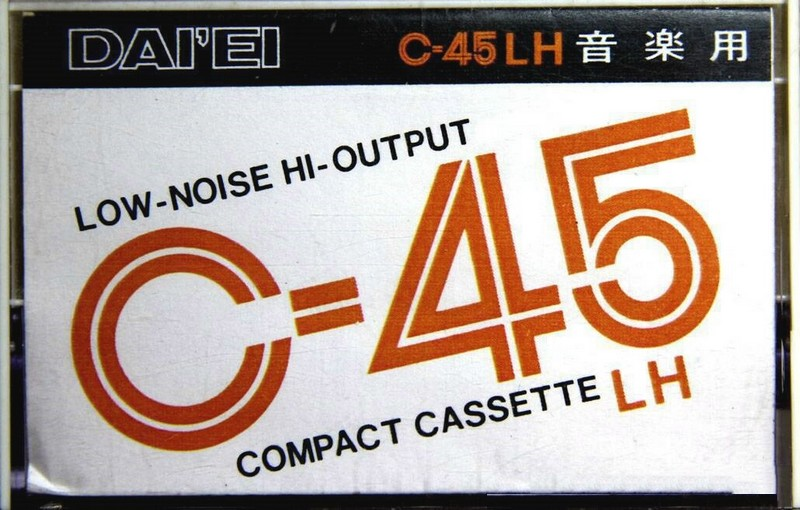 DAI'EI C-45 LH 音楽用
LOW-NOISE HI-OUTPUT
C-45
COMPACT CASSETTE LH